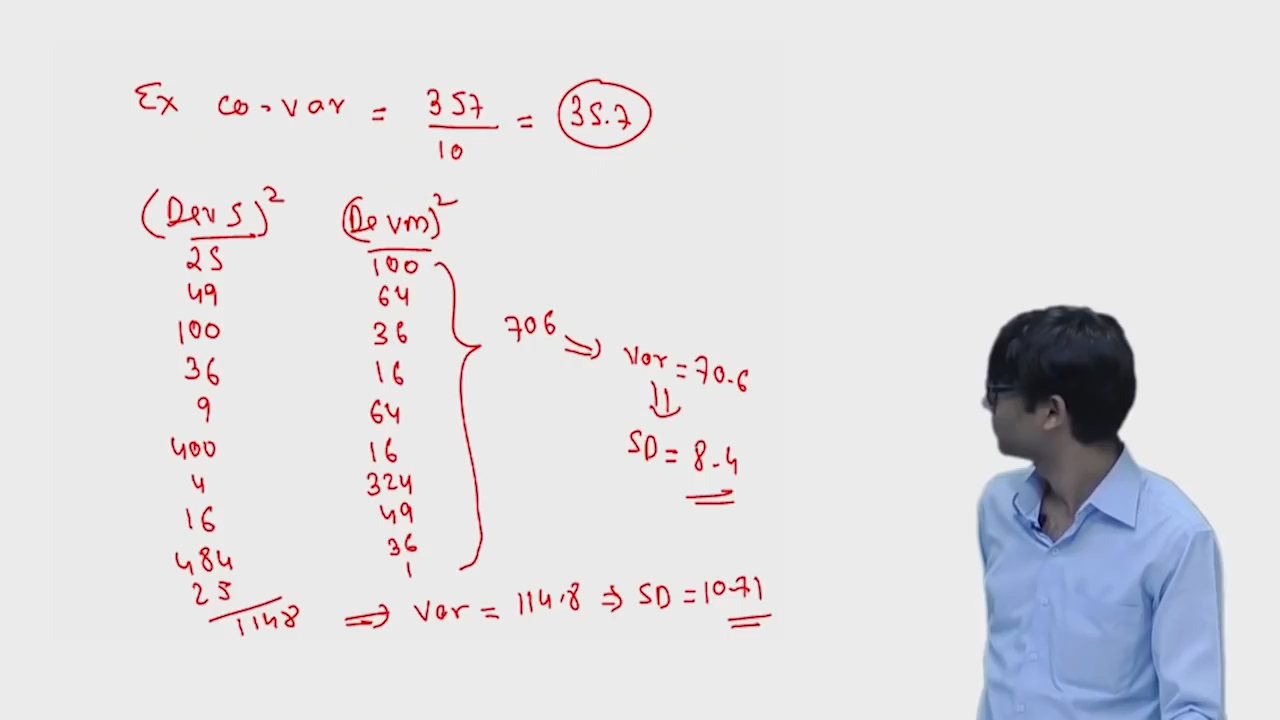 Ex co-var = 357/10 = 35.7
(Dev S)² (Dev m)²
25 100
49 64
100 36
36 16
9 64
400 16
4 324
16 49
484 36
25 1
706 ⇒ var = 70.6
⇓
SD = 8.4
1148 ⇒ Var = 114.8 ⇒ SD = 10.71